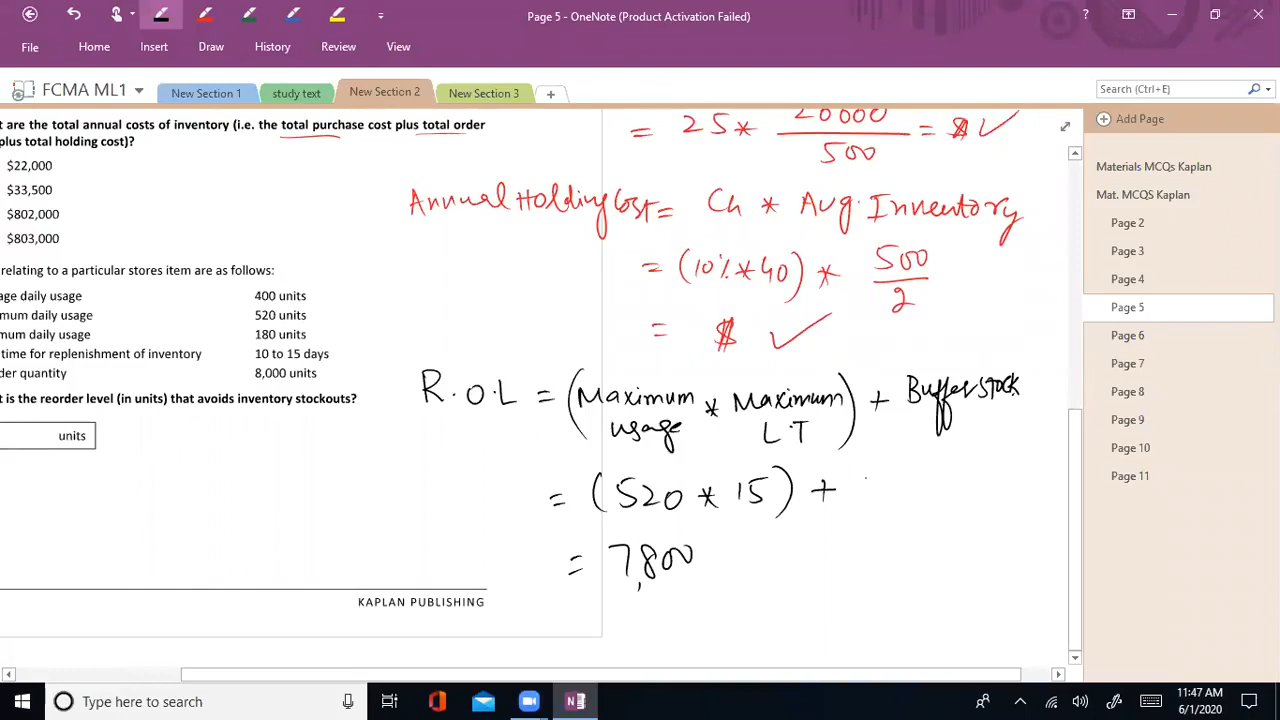 Page 5 - OneNote (Product Activation Failed)
File Home Insert Draw History Review View
FCMA ML1 New Section 1 study text New Section 2 New Section 3
Search (Ctrl+E)
Add Page
Materials MCQs Kaplan
Mat. MCQS Kaplan
Page 2
Page 3
Page 4
Page 5
Page 6
Page 7
Page 8
Page 9
Page 10
Page 11
t are the total annual costs of inventory (i.e. the total purchase cost plus total order
plus total holding cost)?
$22,000
$33,500
$802,000
$803,000
relating to a particular stores item are as follows:
age daily usage 400 units
mum daily usage 520 units
mum daily usage 180 units
time for replenishment of inventory 10 to 15 days
der quantity 8,000 units
t is the reorder level (in units) that avoids inventory stockouts?
units
KAPLAN PUBLISHING
= 25 * 20000 / 500 = $ ✓
Annual Holding Cost = Ch * Avg. Inventory
= (10% * 40) * 500 / 2
= $ ✓
R.O.L = (Maximum usage * Maximum L.T) + Buffer Stock
= (520 * 15) +
= 7,800
Type here to search
11:47 AM
6/1/2020